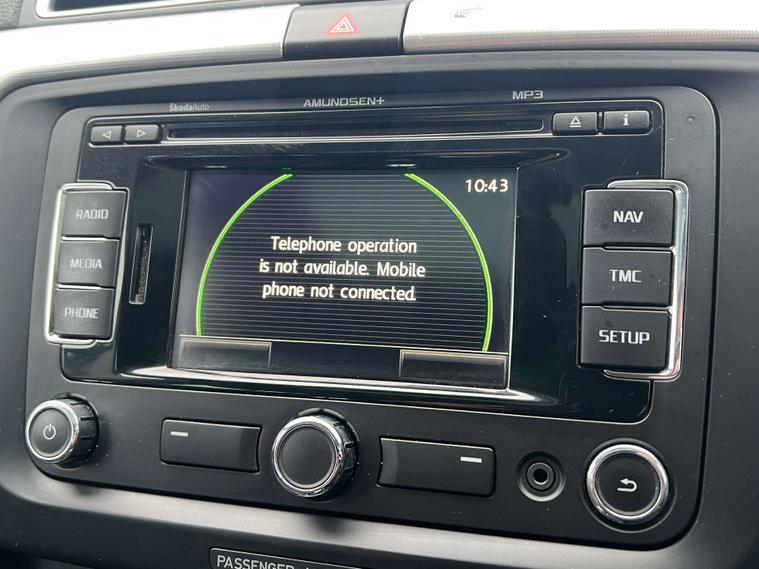 ŠkodaAuto AMUNDSEN+ MP3
i
10:43
RADIO
MEDIA
PHONE
Telephone operation
is not available. Mobile
phone not connected.
NAV
TMC
SETUP
PASSENGER